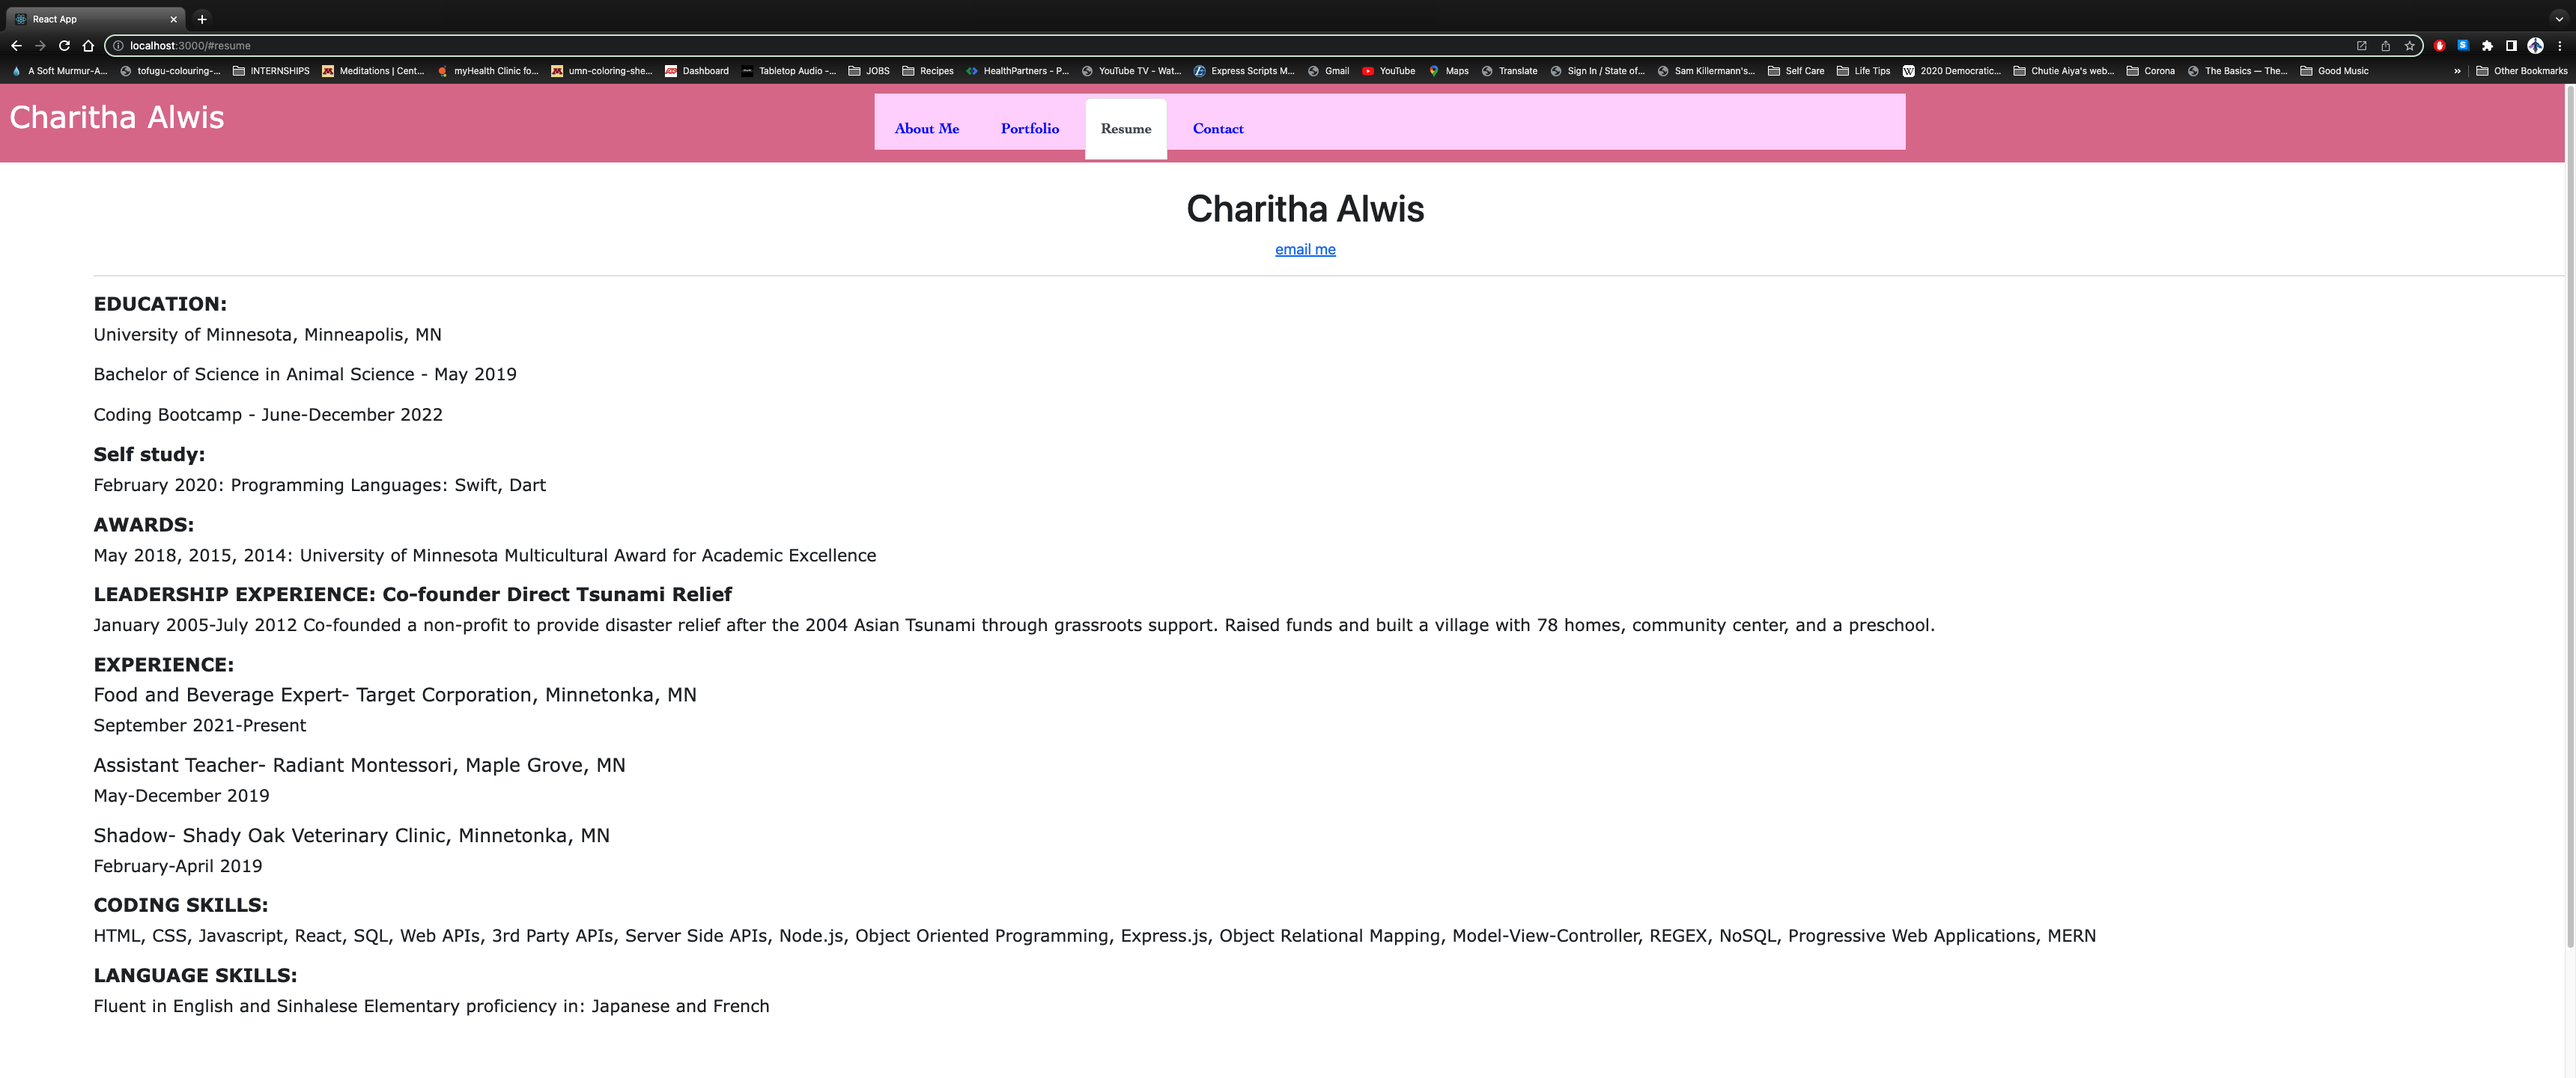 React App
localhost:3000/#resume
A Soft Murmur-A... tofugu-colouring-... INTERNSHIPS Meditations | Cent... myHealth Clinic fo... umn-coloring-she... Dashboard Tabletop Audio -... JOBS Recipes HealthPartners - P... YouTube TV - Wat... Express Scripts M... Gmail YouTube Maps Translate Sign In / State of... Sam Killermann's... Self Care Life Tips 2020 Democratic... Chutie Aiya's web... Corona The Basics — The... Good Music » Other Bookmarks
Charitha Alwis
About Me Portfolio Resume Contact
Charitha Alwis
email me
EDUCATION:
University of Minnesota, Minneapolis, MN
Bachelor of Science in Animal Science - May 2019
Coding Bootcamp - June-December 2022
Self study:
February 2020: Programming Languages: Swift, Dart
AWARDS:
May 2018, 2015, 2014: University of Minnesota Multicultural Award for Academic Excellence
LEADERSHIP EXPERIENCE: Co-founder Direct Tsunami Relief
January 2005-July 2012 Co-founded a non-profit to provide disaster relief after the 2004 Asian Tsunami through grassroots support. Raised funds and built a village with 78 homes, community center, and a preschool.
EXPERIENCE:
Food and Beverage Expert- Target Corporation, Minnetonka, MN
September 2021-Present
Assistant Teacher- Radiant Montessori, Maple Grove, MN
May-December 2019
Shadow- Shady Oak Veterinary Clinic, Minnetonka, MN
February-April 2019
CODING SKILLS:
HTML, CSS, Javascript, React, SQL, Web APIs, 3rd Party APIs, Server Side APIs, Node.js, Object Oriented Programming, Express.js, Object Relational Mapping, Model-View-Controller, REGEX, NoSQL, Progressive Web Applications, MERN
LANGUAGE SKILLS:
Fluent in English and Sinhalese Elementary proficiency in: Japanese and French